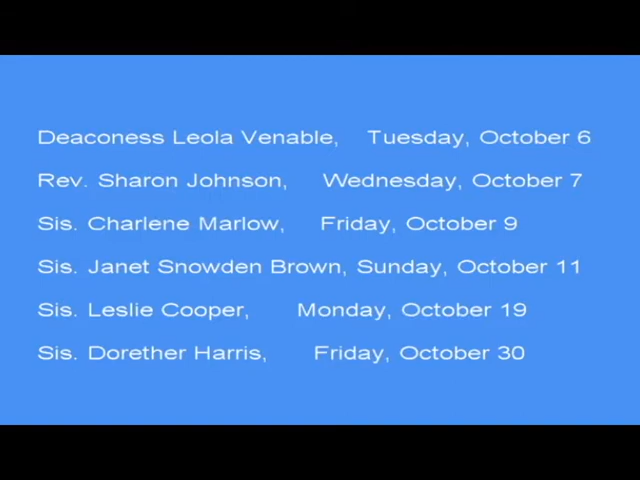 Deaconess Leola Venable, Tuesday, October 6
Rev. Sharon Johnson, Wednesday, October 7
Sis. Charlene Marlow, Friday, October 9
Sis. Janet Snowden Brown, Sunday, October 11
Sis. Leslie Cooper, Monday, October 19
Sis. Dorether Harris, Friday, October 30